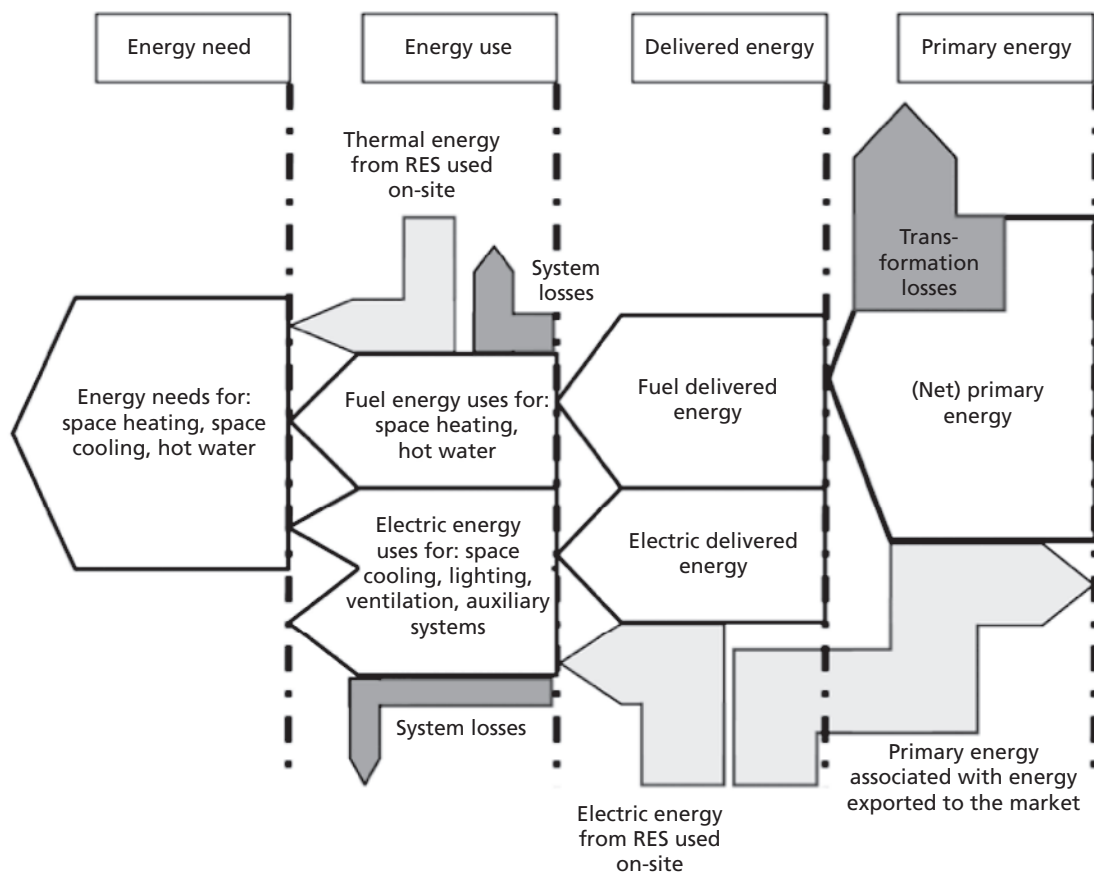 Energy need
Energy use
Delivered energy
Primary energy
Thermal energy
from RES used
on-site
System
losses
Trans-
formation
losses
Energy needs for:
space heating, space
cooling, hot water
Fuel energy uses for:
space heating,
hot water
Fuel delivered
energy
(Net) primary
energy
Electric energy
uses for: space
cooling, lighting,
ventilation, auxiliary
systems
Electric delivered
energy
System losses
Electric energy
from RES used
on-site
Primary energy
associated with energy
exported to the market